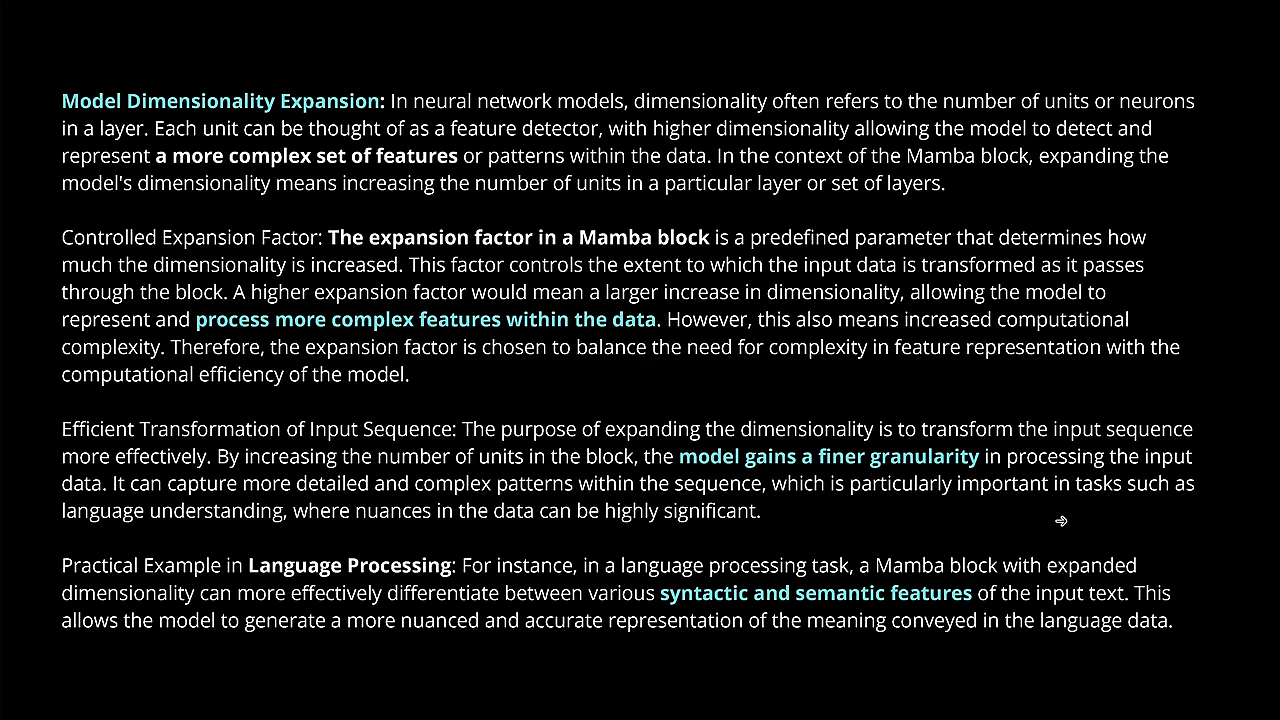 Model Dimensionality Expansion: In neural network models, dimensionality often refers to the number of units or neurons
in a layer. Each unit can be thought of as a feature detector, with higher dimensionality allowing the model to detect and
represent a more complex set of features or patterns within the data. In the context of the Mamba block, expanding the
model's dimensionality means increasing the number of units in a particular layer or set of layers.
Controlled Expansion Factor: The expansion factor in a Mamba block is a predefined parameter that determines how
much the dimensionality is increased. This factor controls the extent to which the input data is transformed as it passes
through the block. A higher expansion factor would mean a larger increase in dimensionality, allowing the model to
represent and process more complex features within the data. However, this also means increased computational
complexity. Therefore, the expansion factor is chosen to balance the need for complexity in feature representation with the
computational efficiency of the model.
Efficient Transformation of Input Sequence: The purpose of expanding the dimensionality is to transform the input sequence
more effectively. By increasing the number of units in the block, the model gains a finer granularity in processing the input
data. It can capture more detailed and complex patterns within the sequence, which is particularly important in tasks such as
language understanding, where nuances in the data can be highly significant.
Practical Example in Language Processing: For instance, in a language processing task, a Mamba block with expanded
dimensionality can more effectively differentiate between various syntactic and semantic features of the input text. This
allows the model to generate a more nuanced and accurate representation of the meaning conveyed in the language data.